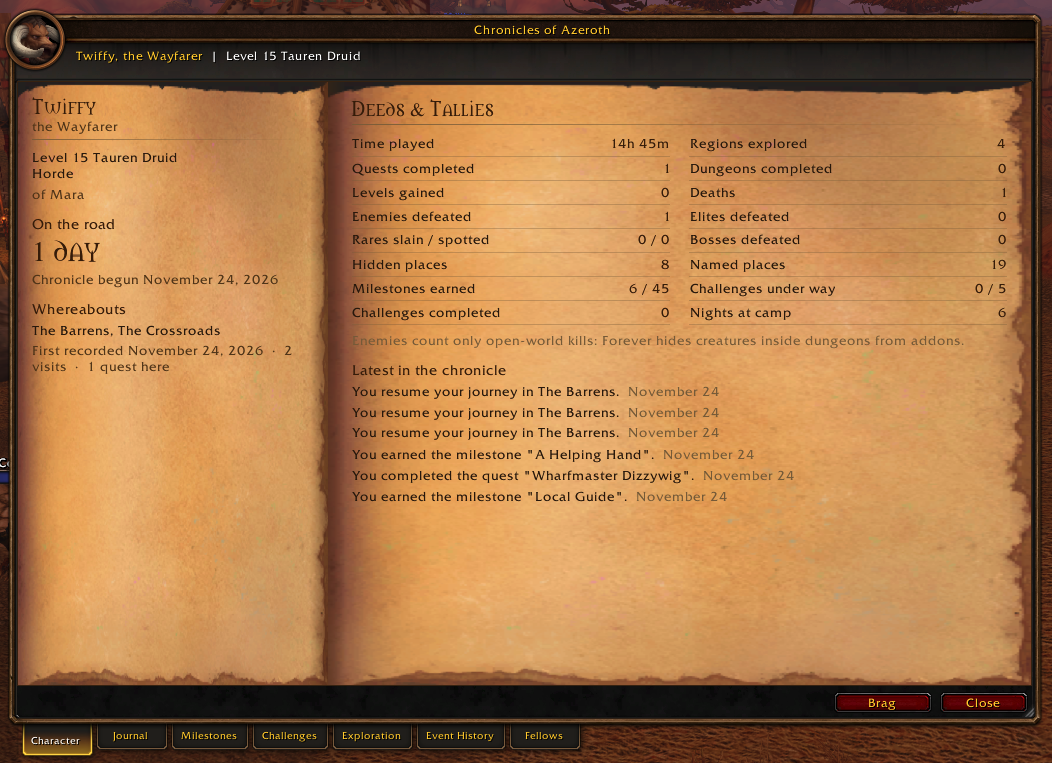 Chronicles of Azeroth
Twiffy, the Wayfarer | Level 15 Tauren Druid
Twiffy
the Wayfarer
Level 15 Tauren Druid
Horde
of Mara
On the road
1 day
Chronicle begun November 24, 2026
Whereabouts
The Barrens, The Crossroads
First recorded November 24, 2026 · 2
visits · 1 quest here
Deeds & Tallies
Time played 14h 45m Regions explored 4
Quests completed 1 Dungeons completed 0
Levels gained 0 Deaths 1
Enemies defeated 1 Elites defeated 0
Rares slain / spotted 0 / 0 Bosses defeated 0
Hidden places 8 Named places 19
Milestones earned 6 / 45 Challenges under way 0 / 5
Challenges completed 0 Nights at camp 6
Enemies count only open-world kills: Forever hides creatures inside dungeons from addons.
Latest in the chronicle
You resume your journey in The Barrens. November 24
You resume your journey in The Barrens. November 24
You resume your journey in The Barrens. November 24
You earned the milestone "A Helping Hand". November 24
You completed the quest "Wharfmaster Dizzywig". November 24
You earned the milestone "Local Guide". November 24
Brag Close
Character Journal Milestones Challenges Exploration Event History Fellows